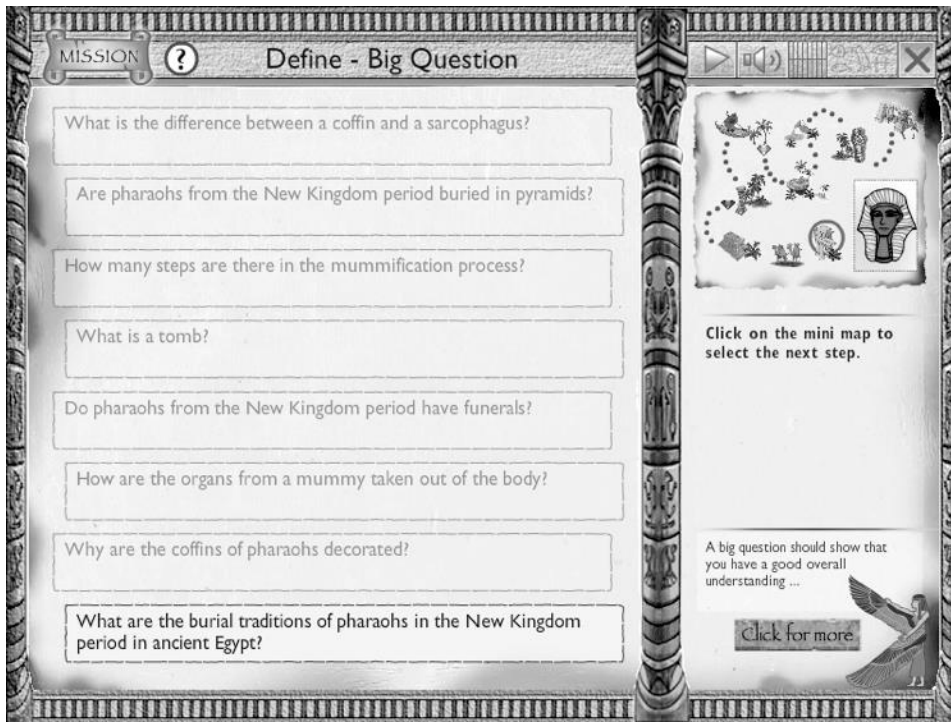 MISSION
?
Define - Big Question
What is the difference between a coffin and a sarcophagus?
Are pharaohs from the New Kingdom period buried in pyramids?
How many steps are there in the mummification process?
What is a tomb?
Do pharaohs from the New Kingdom period have funerals?
How are the organs from a mummy taken out of the body?
Why are the coffins of pharaohs decorated?
What are the burial traditions of pharaohs in the New Kingdom
period in ancient Egypt?
Click on the mini map to
select the next step.
A big question should show that
you have a good overall
understanding ...
Click for more